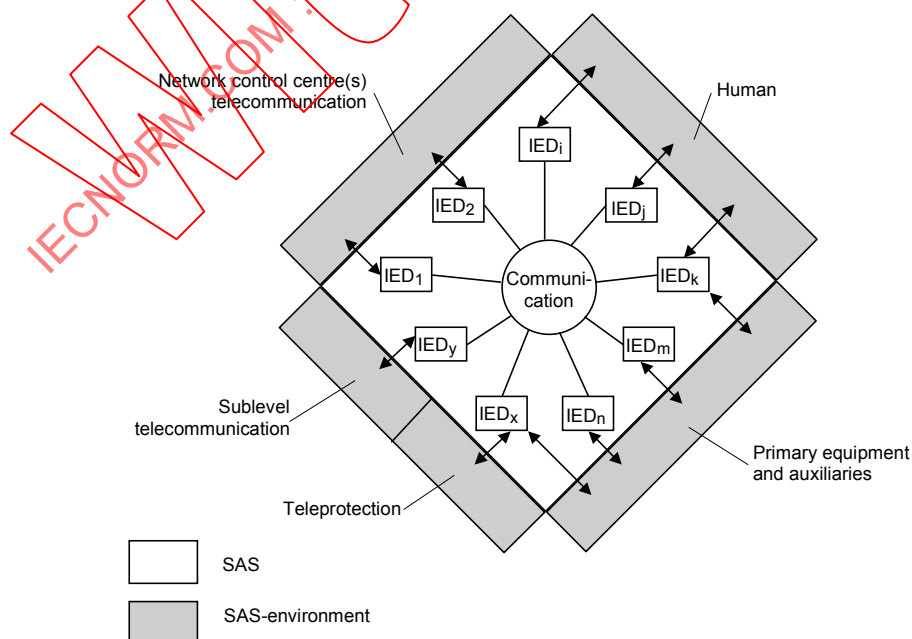 Network control centre(s)
telecommunication
Human
IEDi
IED2
IEDj
IED1
Communi-
cation
IEDk
IEDy
IEDm
IEDx
IEDn
Sublevel
telecommunication
Primary equipment
and auxiliaries
Teleprotection
SAS
SAS-environment
IECNORM.COM :